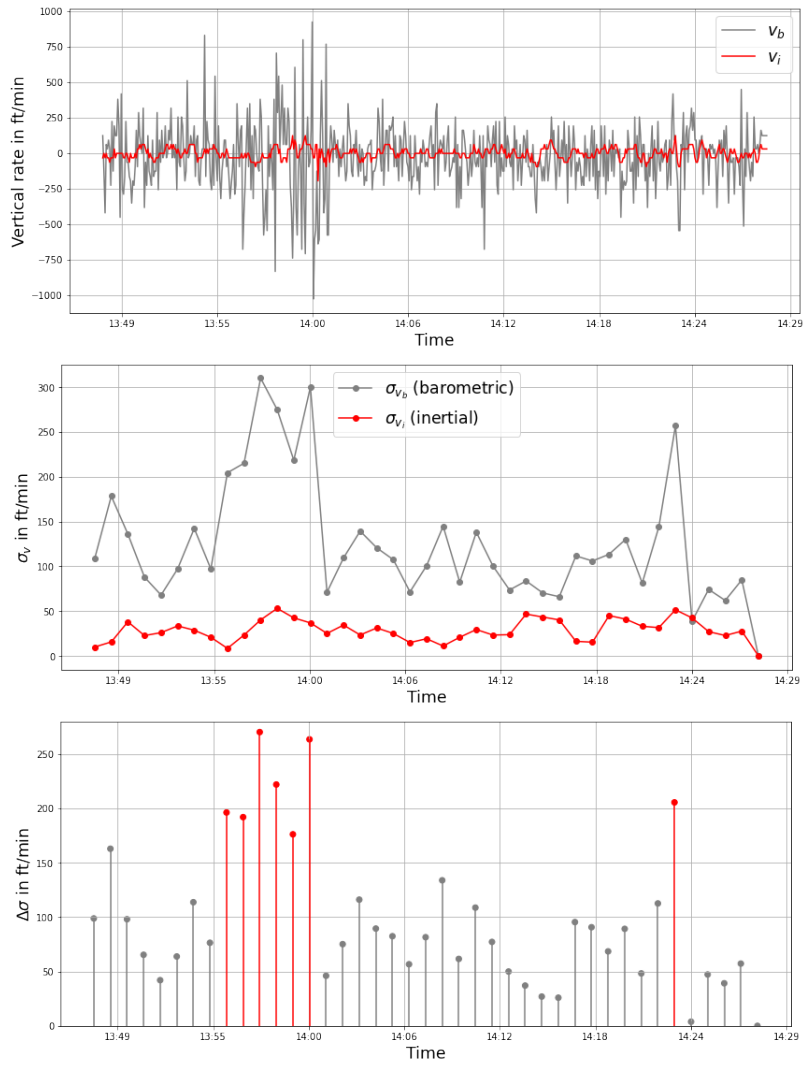 1000
750
500
250
0
−250
−500
−750
−1000
Vertical rate in ft/min
v_b
v_i
13:49 13:55 14:00 14:06 14:12 14:18 14:24 14:29
Time
300
250
200
150
100
50
0
σ_v in ft/min
σ_{v_b} (barometric)
σ_{v_i} (inertial)
13:49 13:55 14:00 14:06 14:12 14:18 14:24 14:29
Time
250
200
150
100
50
0
Δσ in ft/min
13:49 13:55 14:00 14:06 14:12 14:18 14:24 14:29
Time